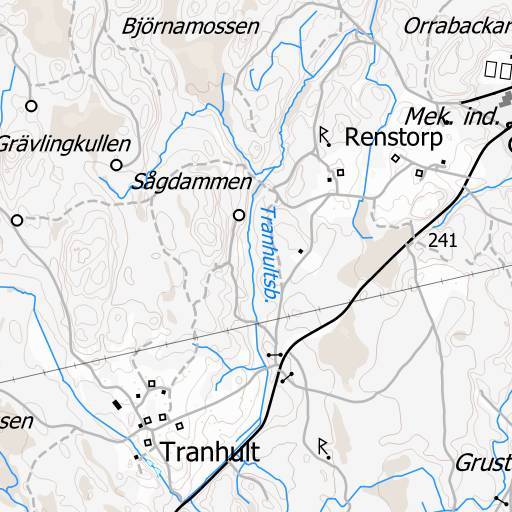 Björnamossen
Orrabackar
Mek. ind.
Renstorp
Grävlingkullen
Sågdammen
Tranhultsb.
241
ssen
Tranhult
Grust